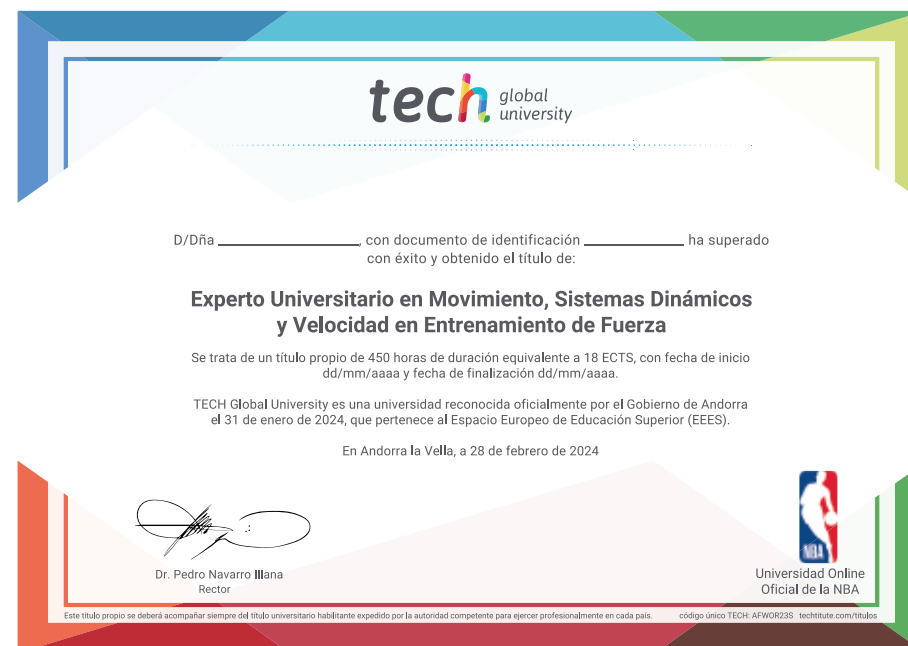 tech global university
D/Dña ____________________, con documento de identificación ______________ ha superado
con éxito y obtenido el título de:
Experto Universitario en Movimiento, Sistemas Dinámicos
y Velocidad en Entrenamiento de Fuerza
Se trata de un título propio de 450 horas de duración equivalente a 18 ECTS, con fecha de inicio
dd/mm/aaaa y fecha de finalización dd/mm/aaaa.
TECH Global University es una universidad reconocida oficialmente por el Gobierno de Andorra
el 31 de enero de 2024, que pertenece al Espacio Europeo de Educación Superior (EEES).
En Andorra la Vella, a 28 de febrero de 2024
Dr. Pedro Navarro Illana
Rector
NBA
Universidad Online
Oficial de la NBA
Este título propio se deberá acompañar siempre del título universitario habilitante expedido por la autoridad competente para ejercer profesionalmente en cada país. código único TECH: AFWOR23S techtitute.com/titulos